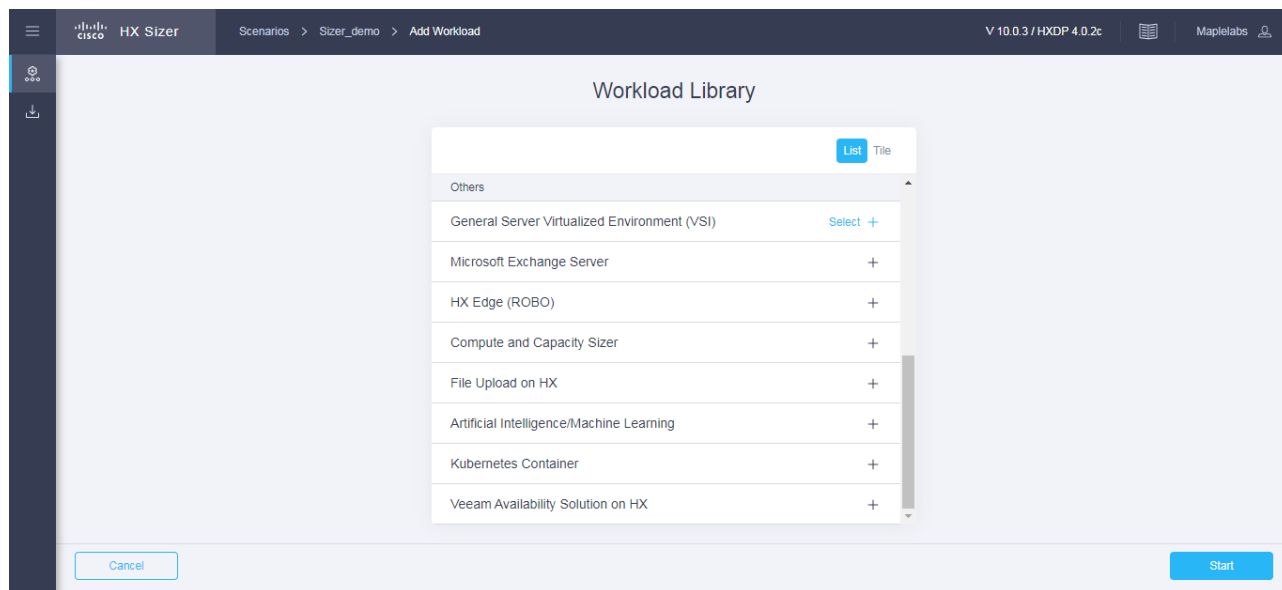 cisco HX Sizer Scenarios > Sizer_demo > Add Workload V 10.0.3 / HXDP 4.0.2c Maplelabs
Workload Library
List Tile
Others
General Server Virtualized Environment (VSI) Select +
Microsoft Exchange Server +
HX Edge (ROBO) +
Compute and Capacity Sizer +
File Upload on HX +
Artificial Intelligence/Machine Learning +
Kubernetes Container +
Veeam Availability Solution on HX +
Cancel Start